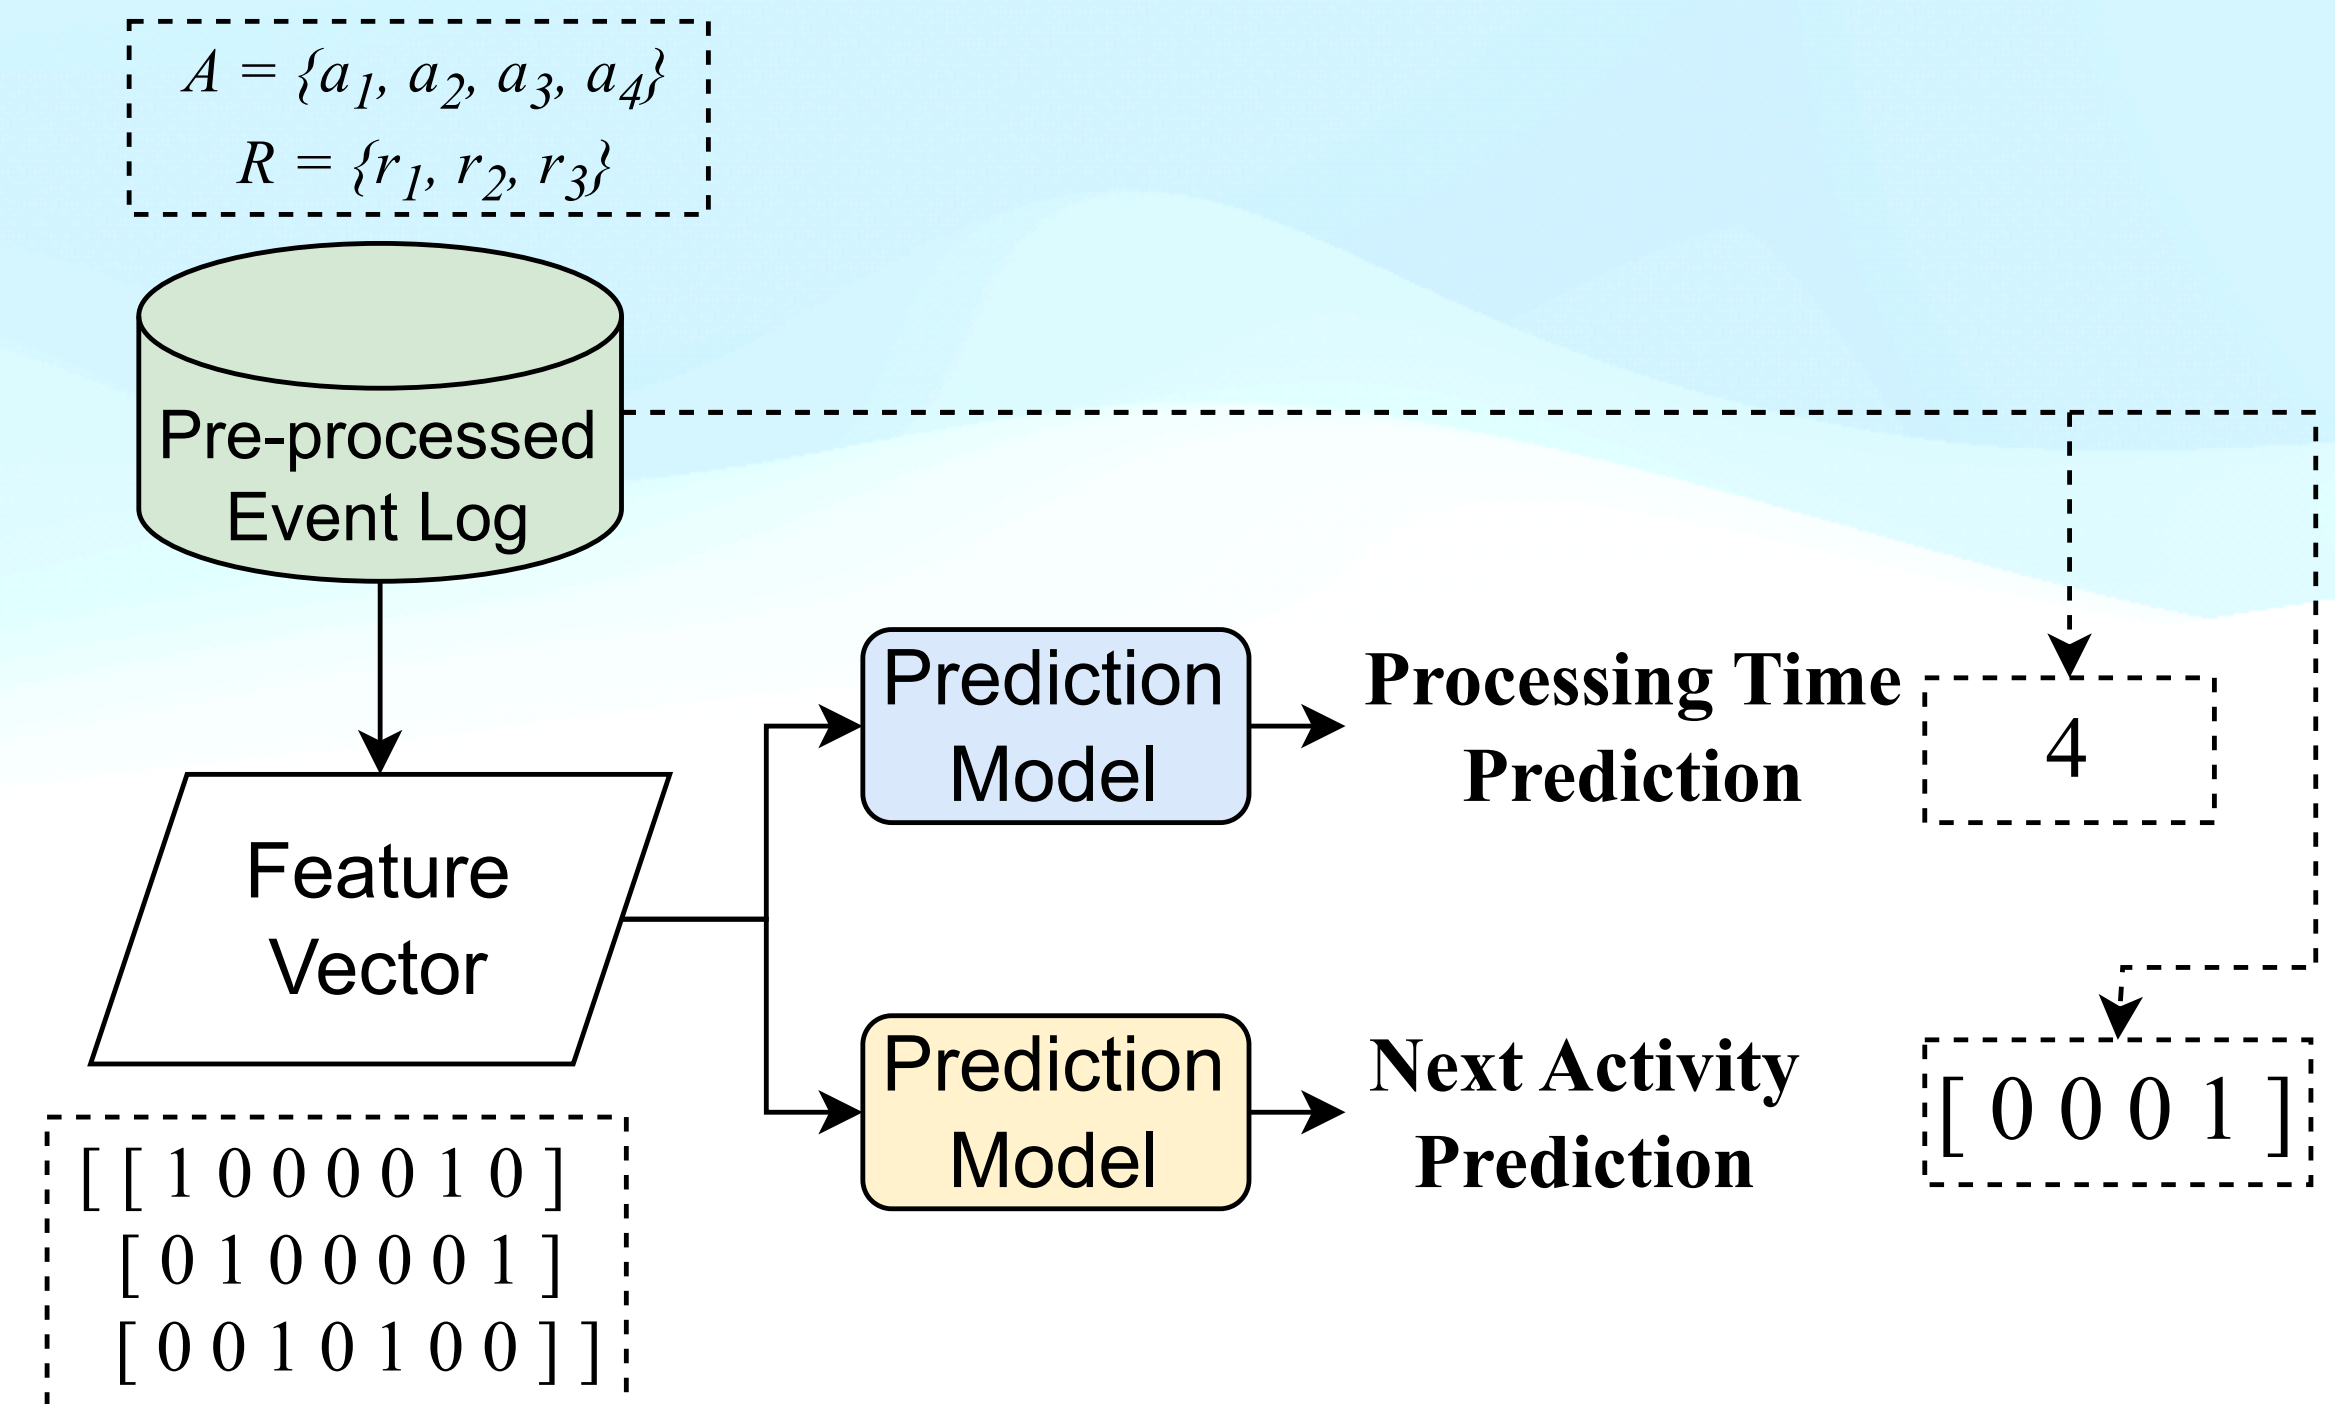 A = {a1, a2, a3, a4}
R = {r1, r2, r3}
Pre-processed
Event Log
Feature
Vector
[ [ 1 0 0 0 0 1 0 ]
[ 0 1 0 0 0 0 1 ]
[ 0 0 1 0 1 0 0 ] ]
Prediction
Model
Processing Time
Prediction
4
Prediction
Model
Next Activity
Prediction
[ 0 0 0 1 ]